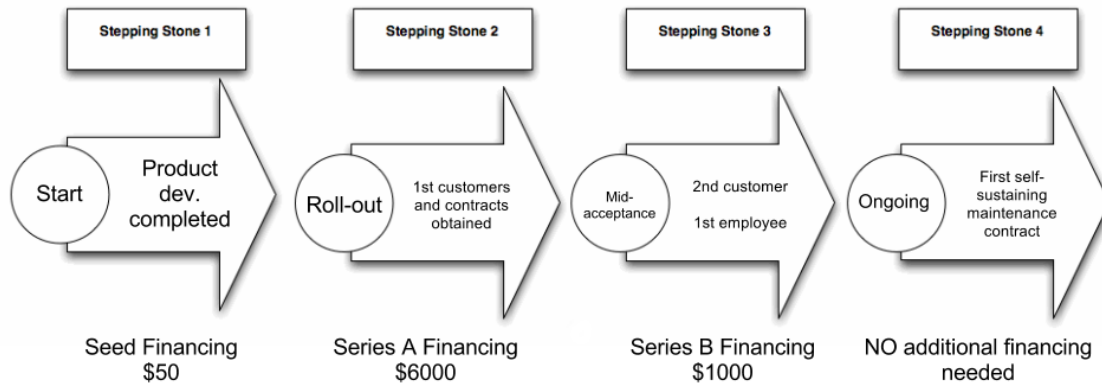 Stepping Stone 1
Stepping Stone 2
Stepping Stone 3
Stepping Stone 4
Start
Product
dev.
completed
Roll-out
1st customers
and contracts
obtained
Mid-
acceptance
2nd customer
1st employee
Ongoing
First self-
sustaining
maintenance
contract
Seed Financing
$50
Series A Financing
$6000
Series B Financing
$1000
NO additional financing
needed